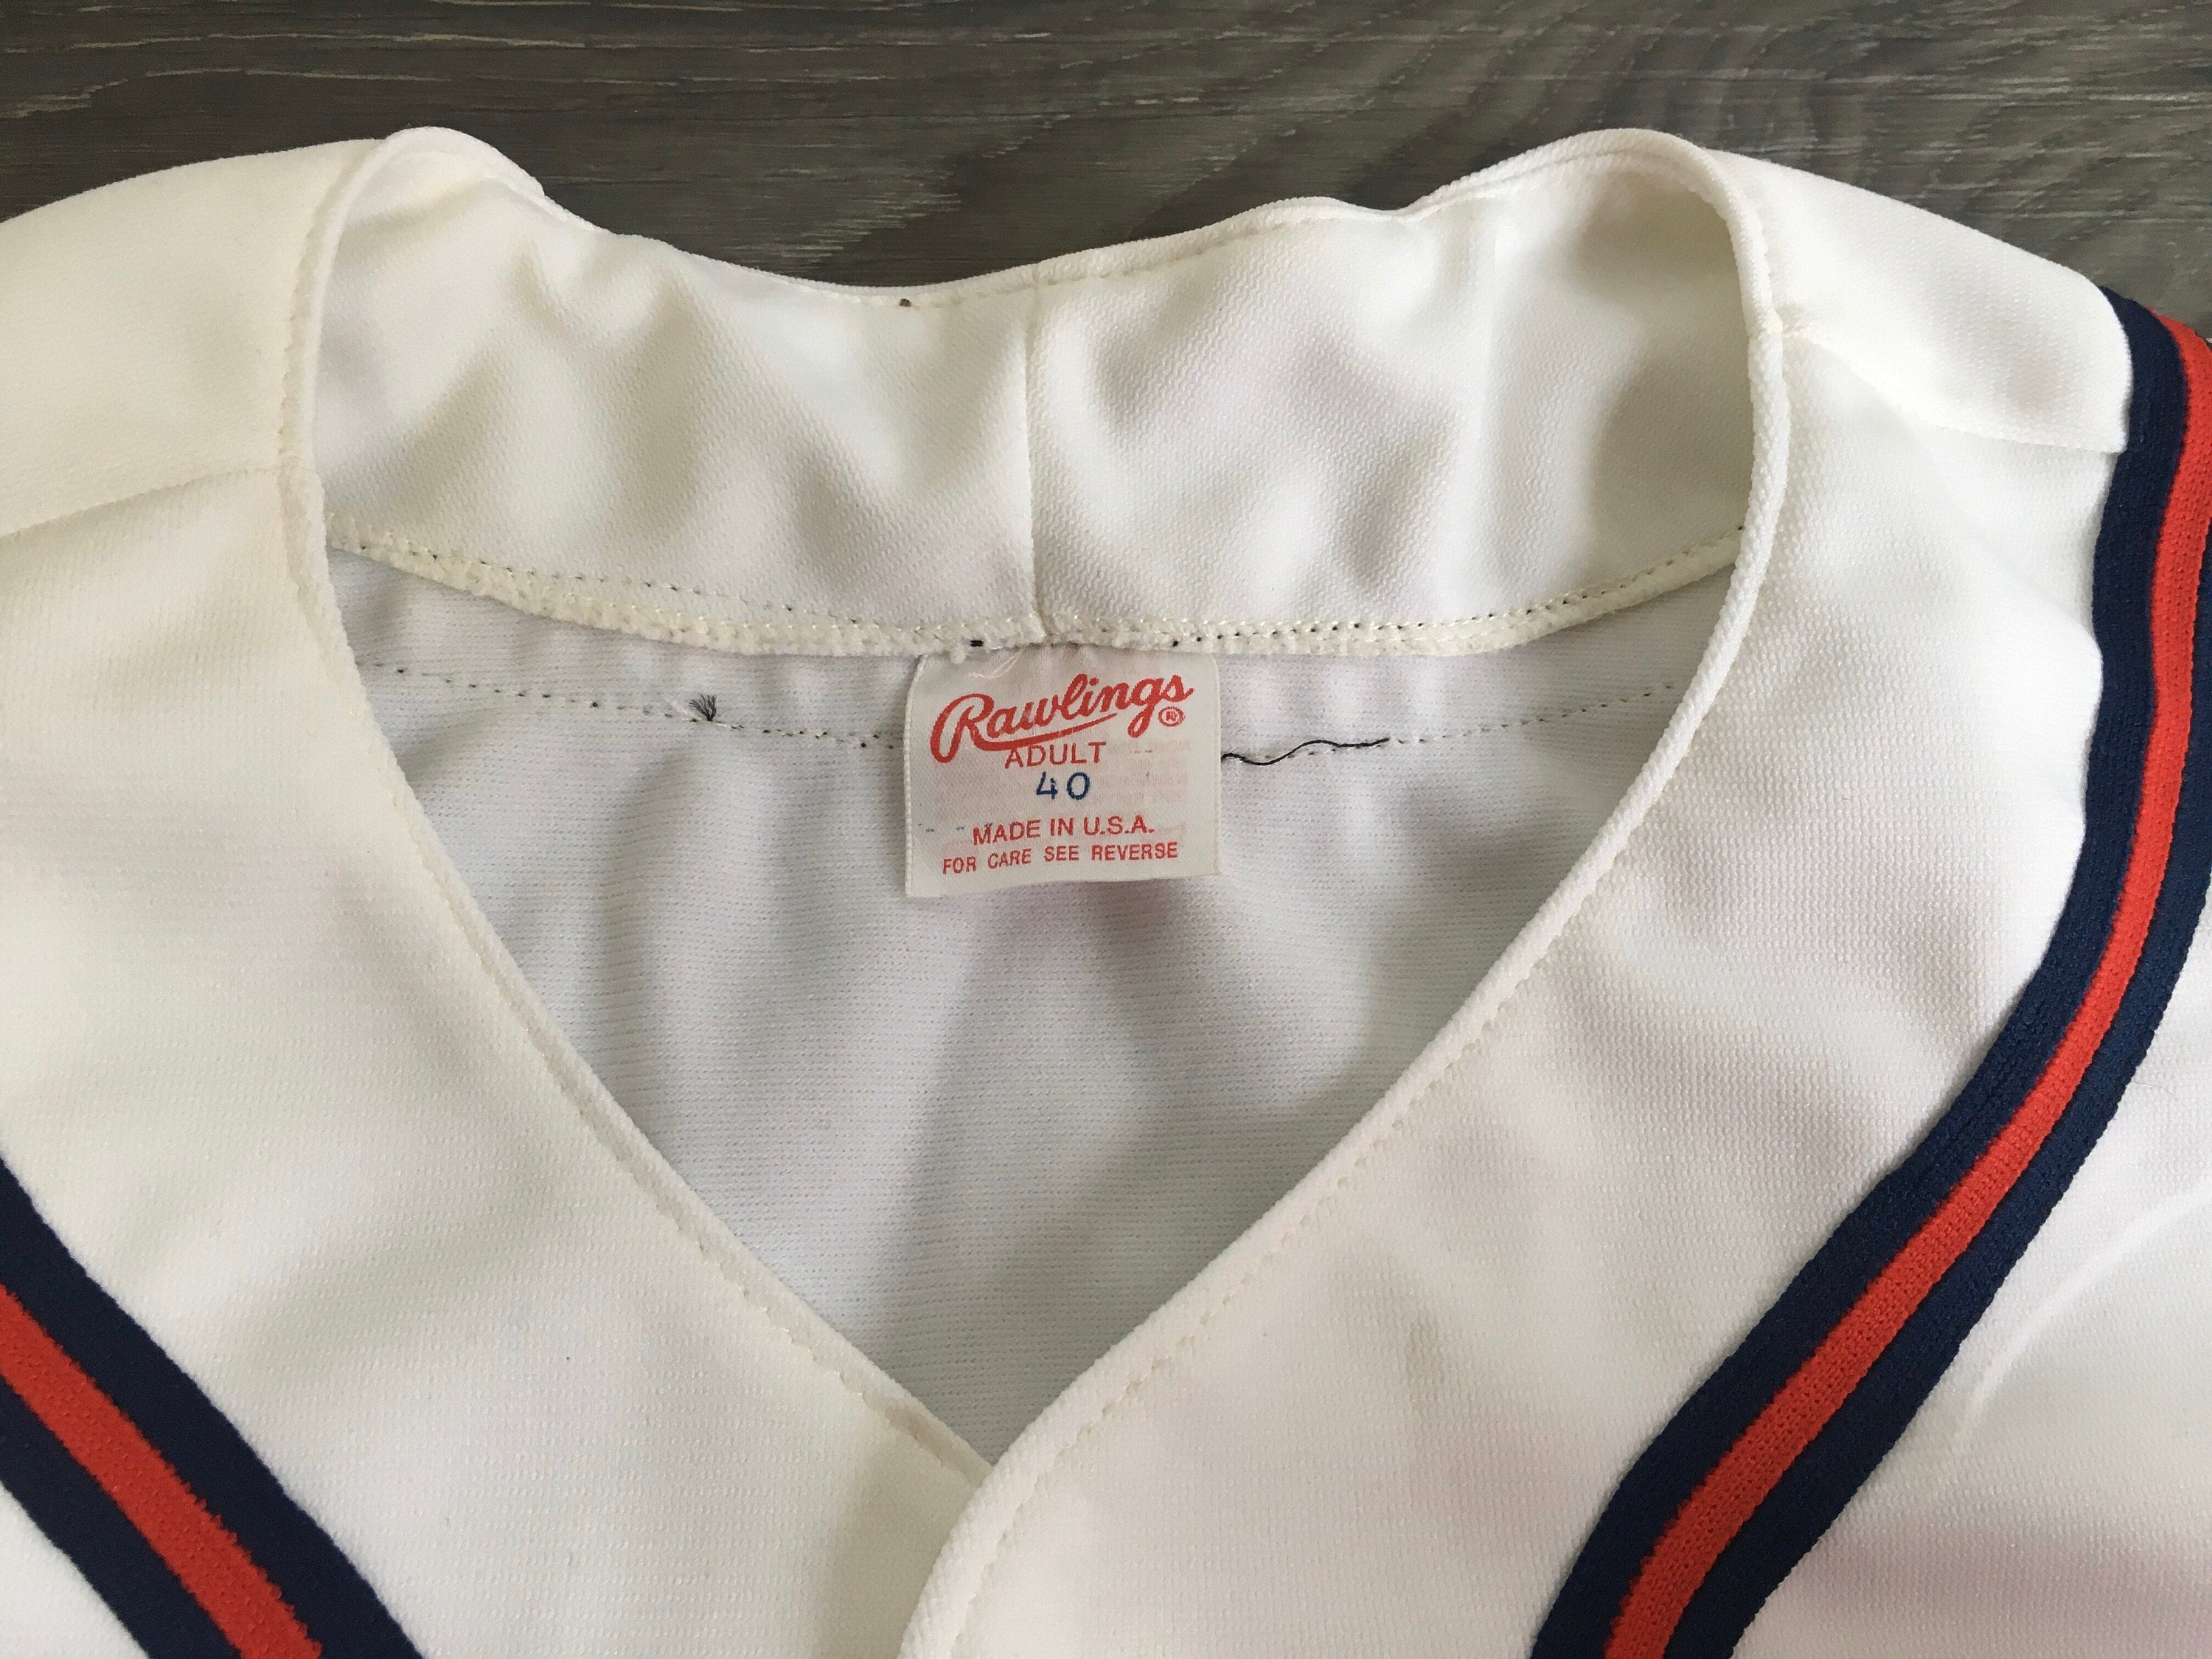 Rawlings®
ADULT
40
MADE IN U.S.A.
FOR CARE SEE REVERSE